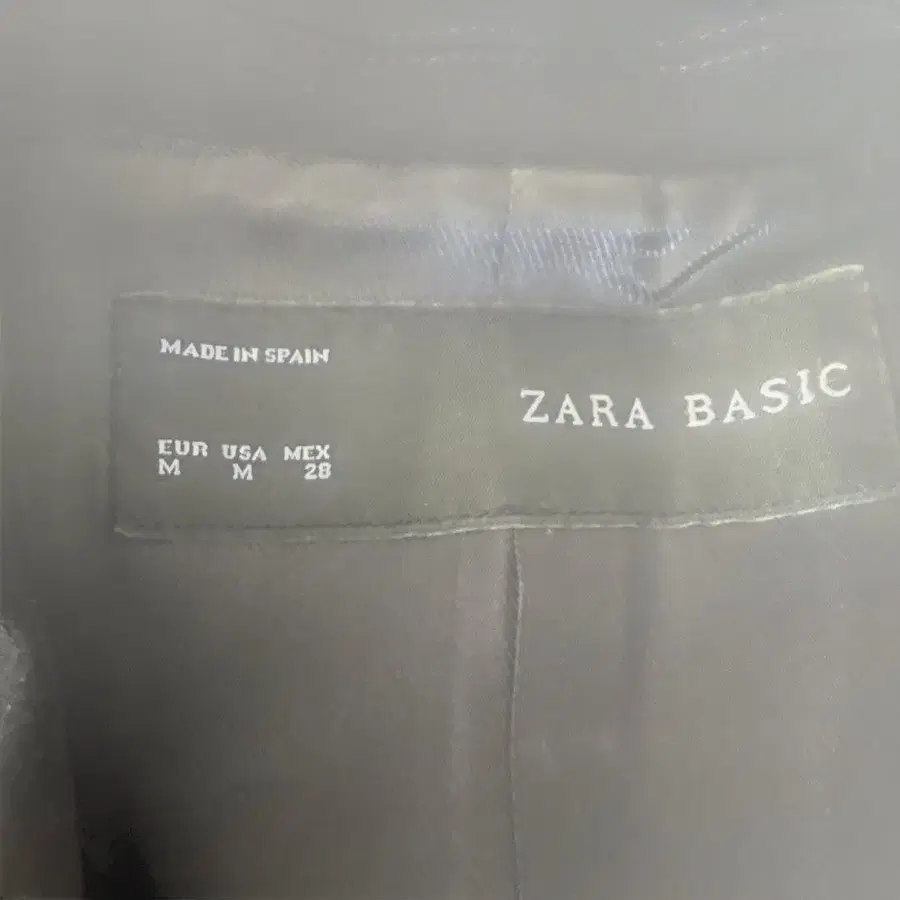 MADE IN SPAIN
ZARA BASIC
EUR USA MEX
M M 28